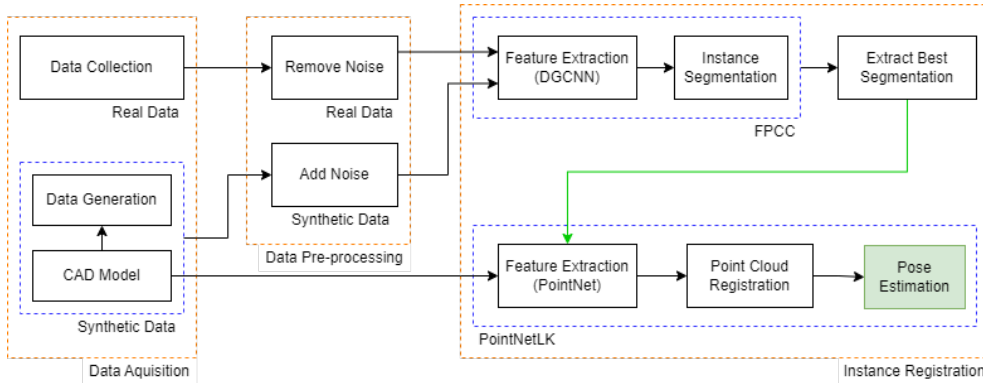 Data Collection
Real Data
Data Generation
CAD Model
Synthetic Data
Data Aquisition
Remove Noise
Real Data
Add Noise
Synthetic Data
Data Pre-processing
Feature Extraction
(DGCNN)
Instance
Segmentation
FPCC
Extract Best
Segmentation
Feature Extraction
(PointNet)
Point Cloud
Registration
Pose
Estimation
PointNetLK
Instance Registration